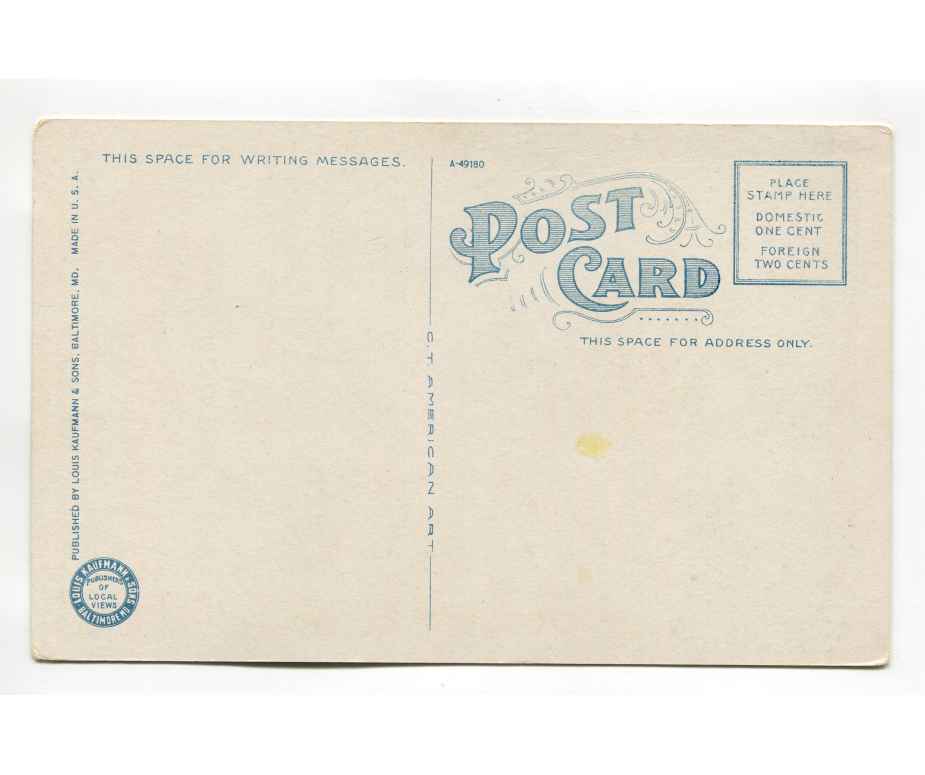 THIS SPACE FOR WRITING MESSAGES.
A-49180
POST
CARD
PLACE
STAMP HERE
DOMESTIC
ONE CENT
FOREIGN
TWO CENTS
THIS SPACE FOR ADDRESS ONLY.
C. T. AMERICAN ART
PUBLISHED BY LOUIS KAUFMANN & SONS, BALTIMORE, MD. MADE IN U. S. A.
LOUIS KAUFMANN & SONS
PUBLISHERS
OF
LOCAL
VIEWS
BALTIMORE MD